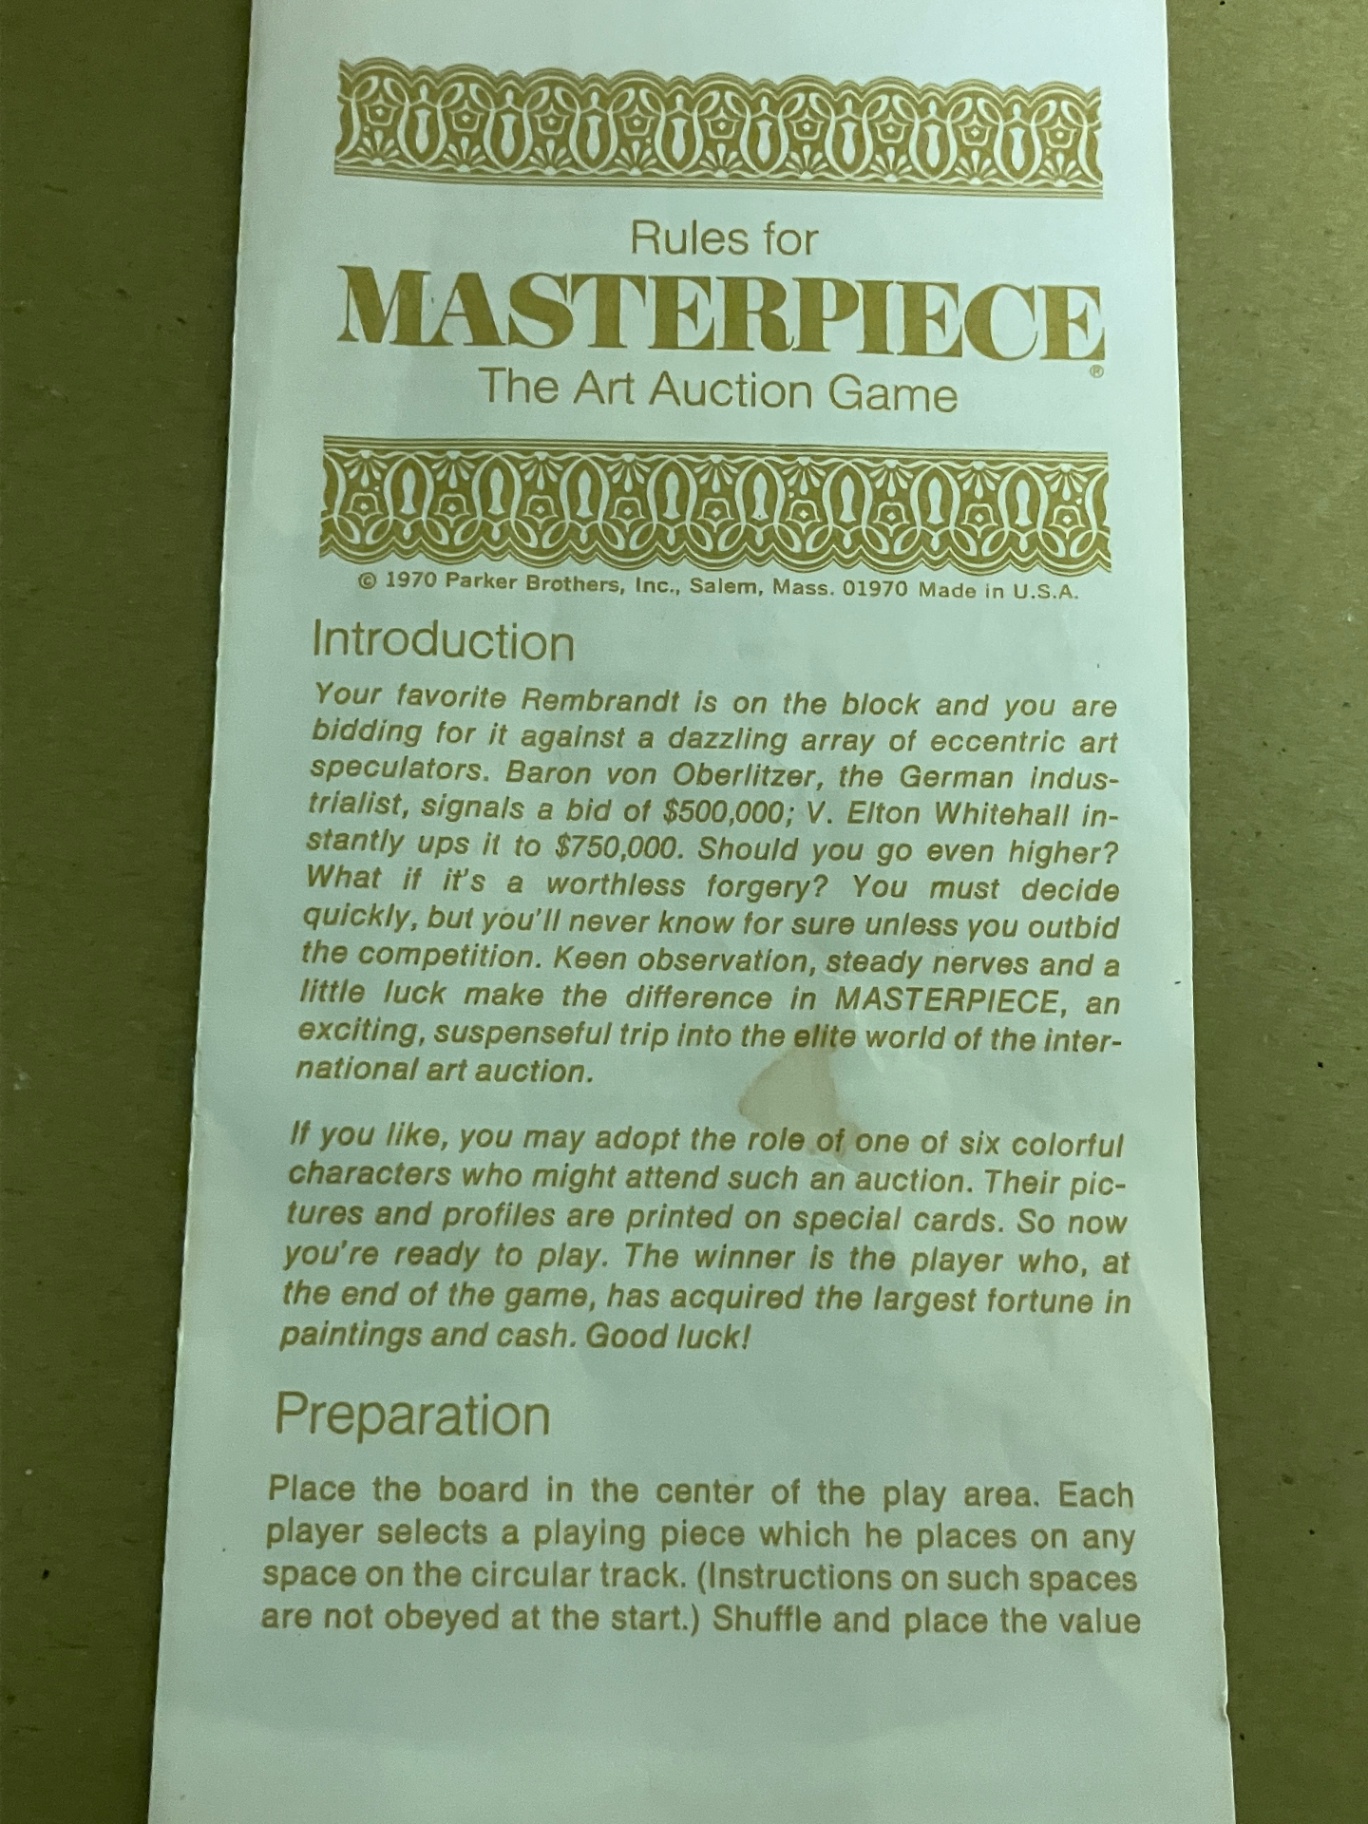 Rules for
MASTERPIECE®
The Art Auction Game
© 1970 Parker Brothers, Inc., Salem, Mass. 01970 Made in U.S.A.
Introduction
Your favorite Rembrandt is on the block and you are
bidding for it against a dazzling array of eccentric art
speculators. Baron von Oberlitzer, the German indus-
trialist, signals a bid of $500,000; V. Elton Whitehall in-
stantly ups it to $750,000. Should you go even higher?
What if it's a worthless forgery? You must decide
quickly, but you'll never know for sure unless you outbid
the competition. Keen observation, steady nerves and a
little luck make the difference in MASTERPIECE, an
exciting, suspenseful trip into the elite world of the inter-
national art auction.
If you like, you may adopt the role of one of six colorful
characters who might attend such an auction. Their pic-
tures and profiles are printed on special cards. So now
you're ready to play. The winner is the player who, at
the end of the game, has acquired the largest fortune in
paintings and cash. Good luck!
Preparation
Place the board in the center of the play area. Each
player selects a playing piece which he places on any
space on the circular track. (Instructions on such spaces
are not obeyed at the start.) Shuffle and place the value